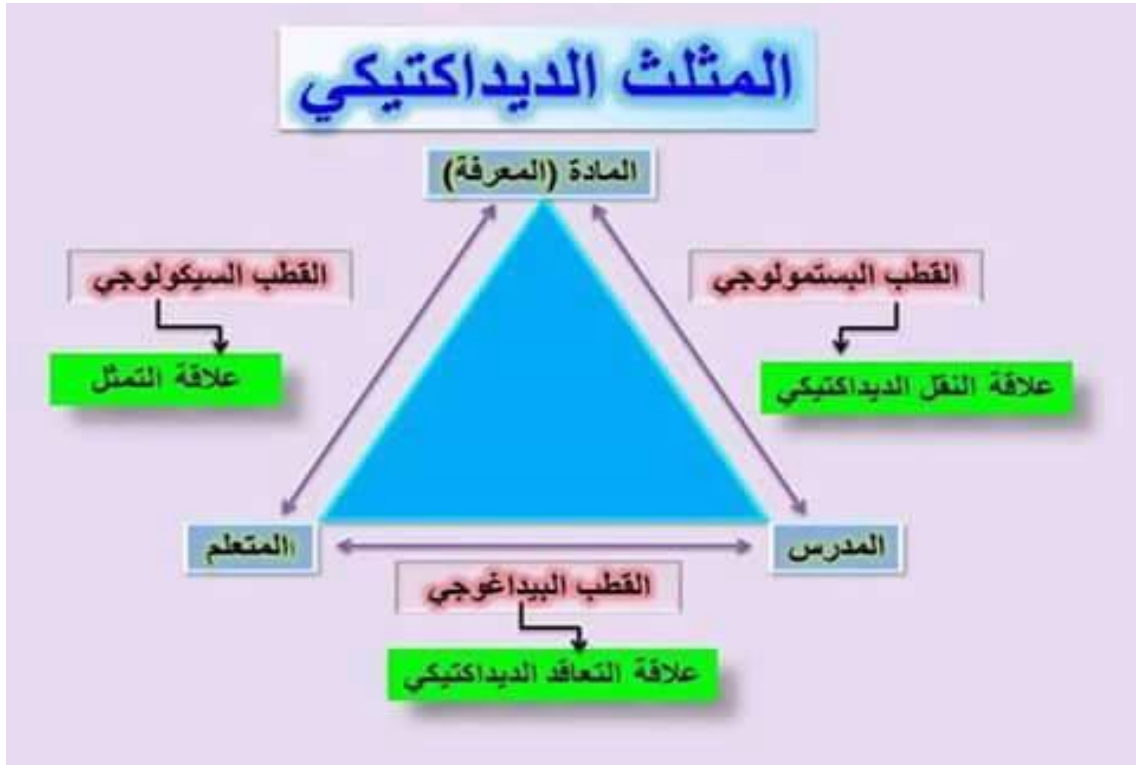 المثلث الديداكتيكي
المادة (المعرفة)
القطب البستمولوجي
القطب السيكولوجي
علاقة النقل الديداكتيكي
علاقة التمثل
المدرس
المتعلم
القطب البيداغوجي
علاقة التعاقد الديداكتيكي